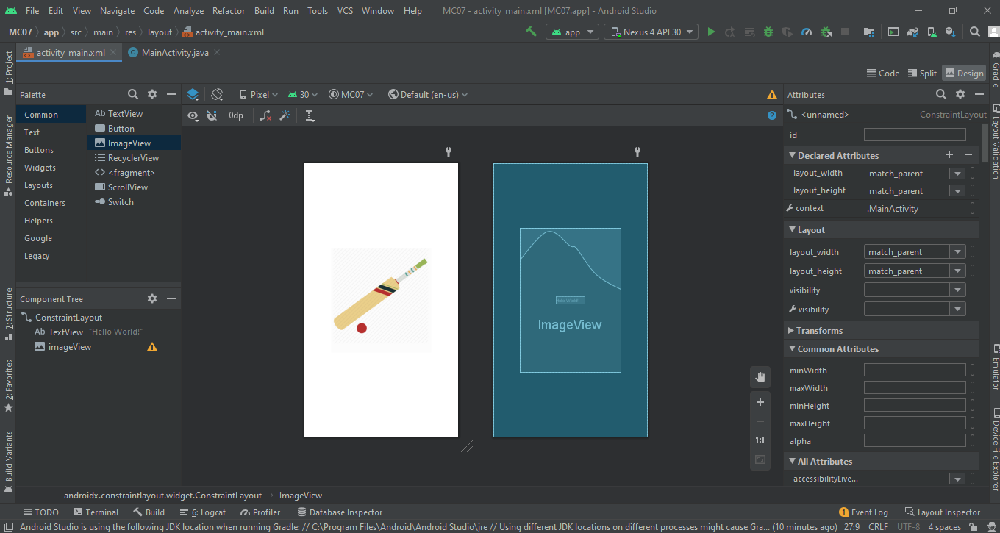 File Edit View Navigate Code Analyze Refactor Build Run Tools VCS Window Help MC07 - activity_main.xml [MC07.app] - Android Studio
MC07 app src main res layout activity_main.xml app Nexus 4 API 30
activity_main.xml MainActivity.java
Code Split Design
1: Project
Resource Manager
7: Structure
2: Favorites
Build Variants
Palette
Common
Text
Buttons
Widgets
Layouts
Containers
Helpers
Google
Legacy
Ab TextView
Button
ImageView
RecyclerView
<> <fragment>
ScrollView
Switch
Component Tree
ConstraintLayout
Ab TextView "Hello World!"
imageView
Pixel 30 MC07 Default (en-us)
0dp
Hello World!
ImageView
1:1
Attributes
<unnamed> ConstraintLayout
id
Declared Attributes
layout_width match_parent
layout_height match_parent
context .MainActivity
Layout
layout_width match_parent
layout_height match_parent
visibility
visibility
Transforms
Common Attributes
minWidth
maxWidth
minHeight
maxHeight
alpha
All Attributes
accessibilityLive...
Gradle
Layout Validation
Emulator
Device File Explorer
androidx.constraintlayout.widget.ConstraintLayout ImageView
TODO Terminal Build 6: Logcat Profiler Database Inspector 1 Event Log Layout Inspector
Android Studio is using the following JDK location when running Gradle: // C:\Program Files\Android\Android Studio\jre // Using different JDK locations on different processes might cause Gra... (10 minutes ago) 27:9 CRLF UTF-8 4 spaces